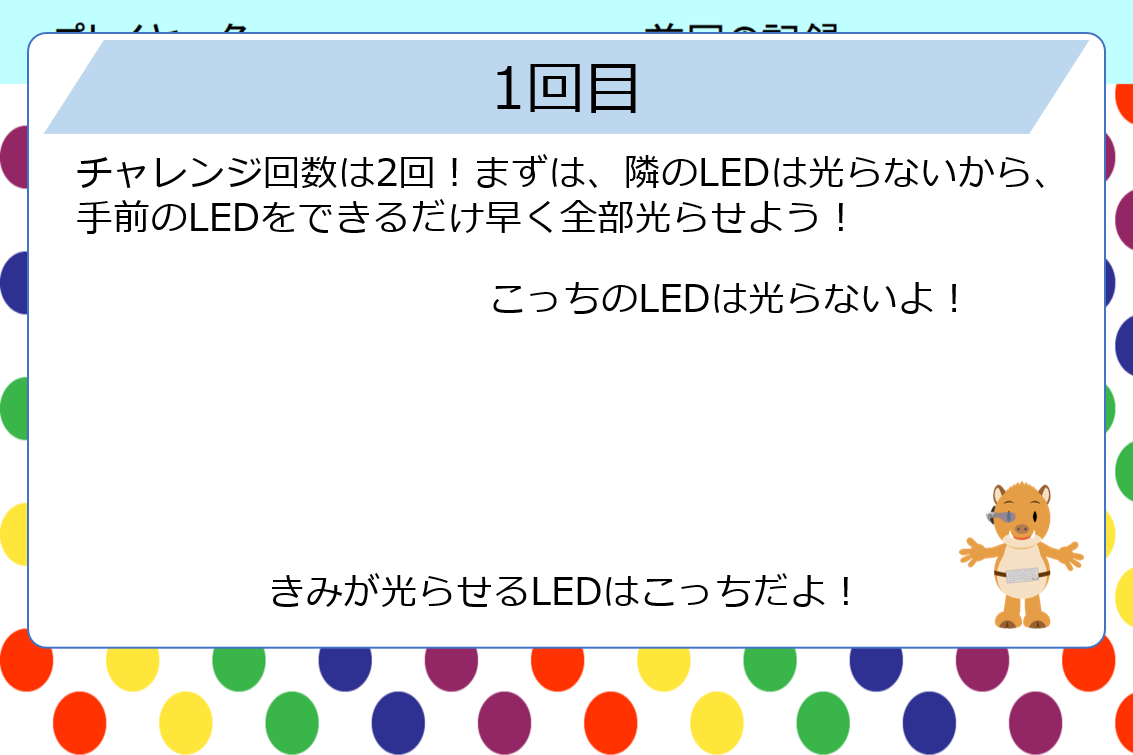 1回目
チャレンジ回数は2回！まずは、隣のLEDは光らないから、
手前のLEDをできるだけ早く全部光らせよう！
こっちのLEDは光らないよ！
きみが光らせるLEDはこっちだよ！